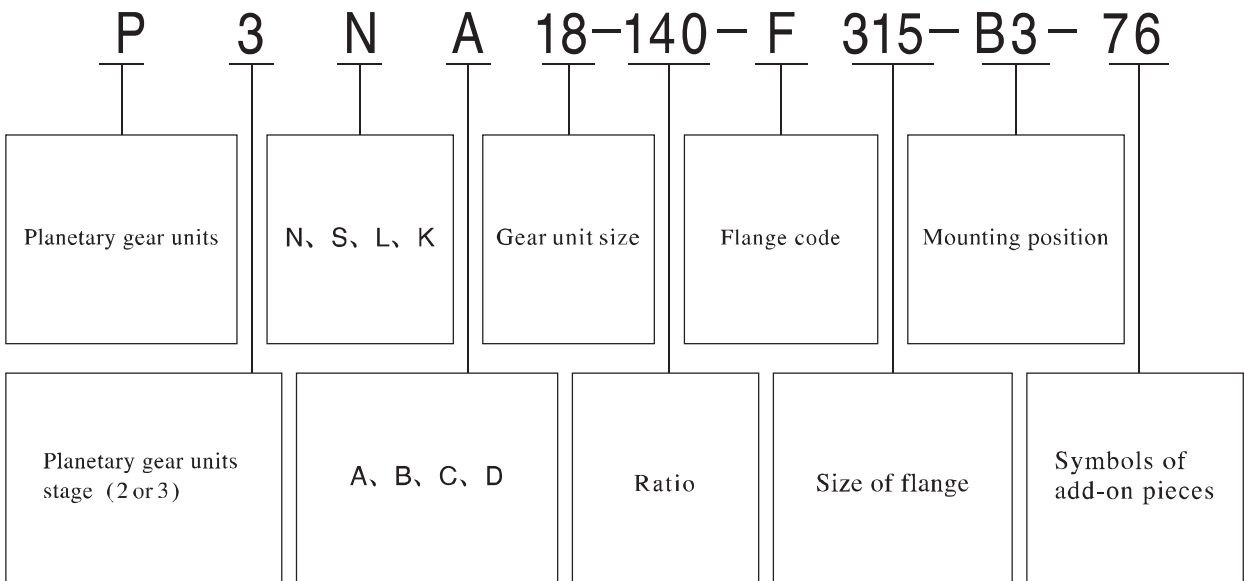 P 3 N A 18-140-F 315-B3-76
Planetary gear units
N、S、L、K
Gear unit size
Flange code
Mounting position
Planetary gear units
stage (2 or 3)
A、B、C、D
Ratio
Size of flange
Symbols of
add-on pieces